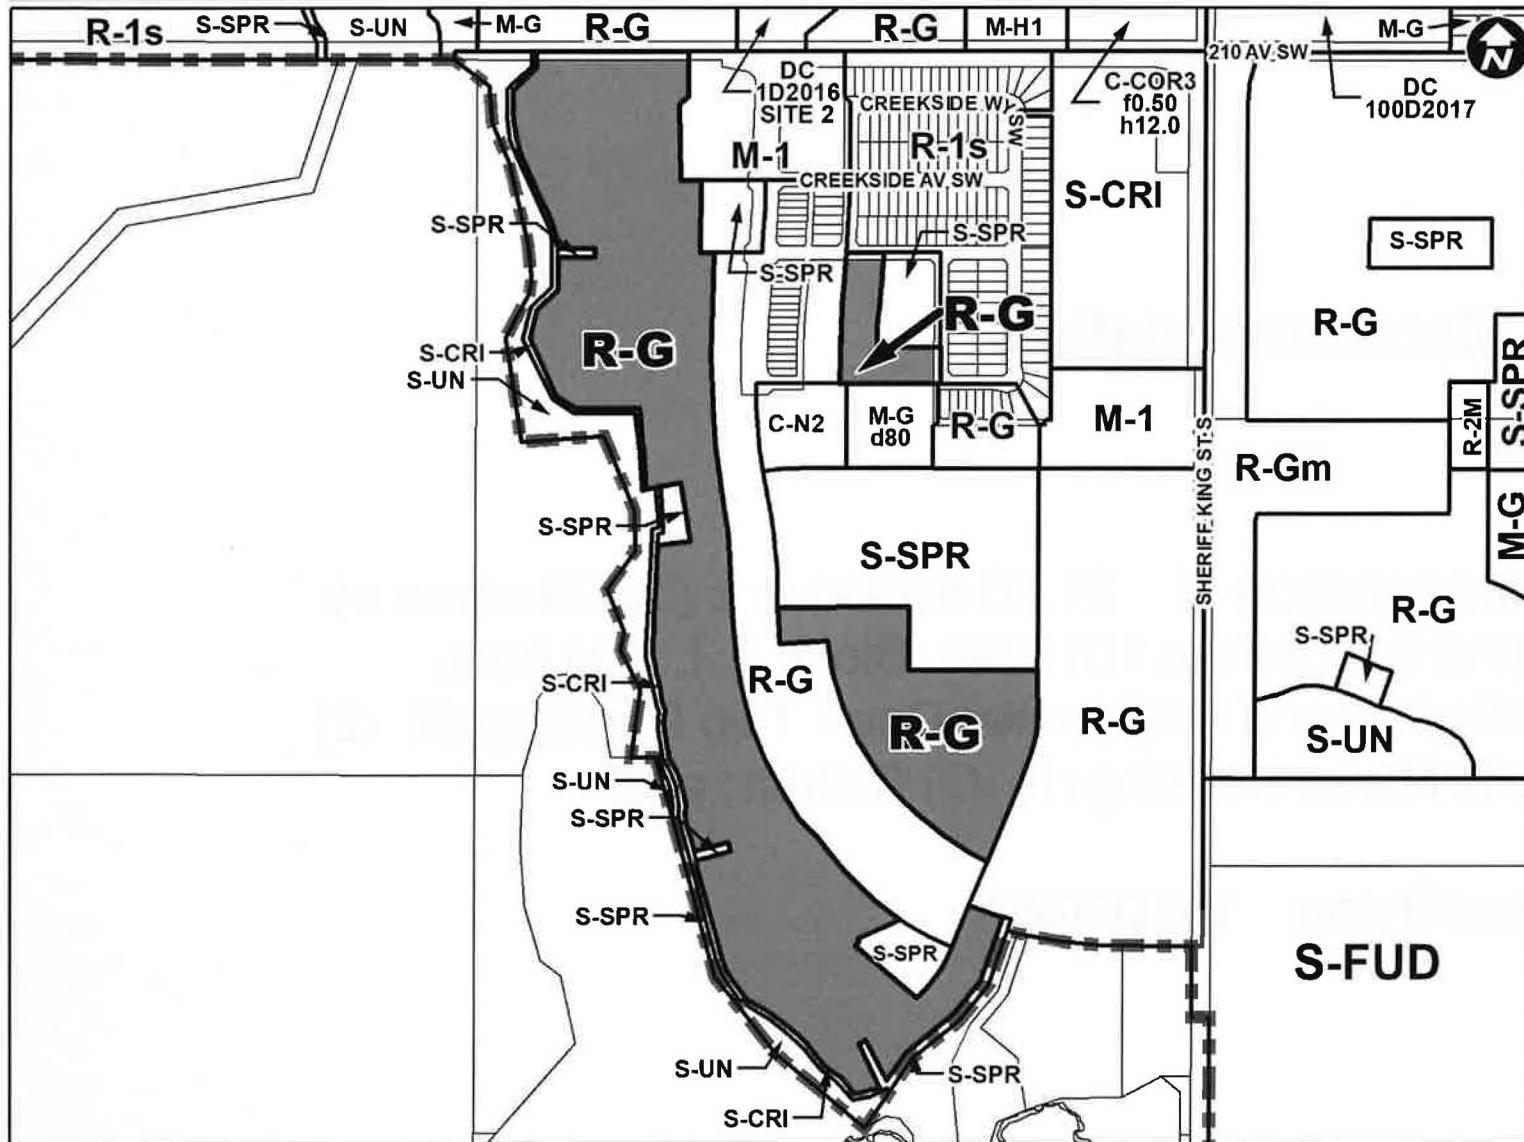 R-1s
S-SPR
S-UN
M-G
R-G
R-G
M-H1
M-G
N
210 AV SW
DC
1D2016
SITE 2
CREEKSIDE WY SW
C-COR3
f0.50
h12.0
DC
100D2017
M-1
R-1s
CREEKSIDE AV SW
S-CRI
S-SPR
S-SPR
S-SPR
S-SPR
R-G
R-G
R-G
S-CRI
S-UN
S-SPR
C-N2
M-G
d80
R-G
M-1
R-2M
R-Gm
SHERIFF KING ST S
S-SPR
S-SPR
M-G
R-G
S-SPR
S-CRI
R-G
R-G
R-G
S-UN
S-UN
S-SPR
S-SPR
S-SPR
S-FUD
S-UN
S-SPR
S-CRI